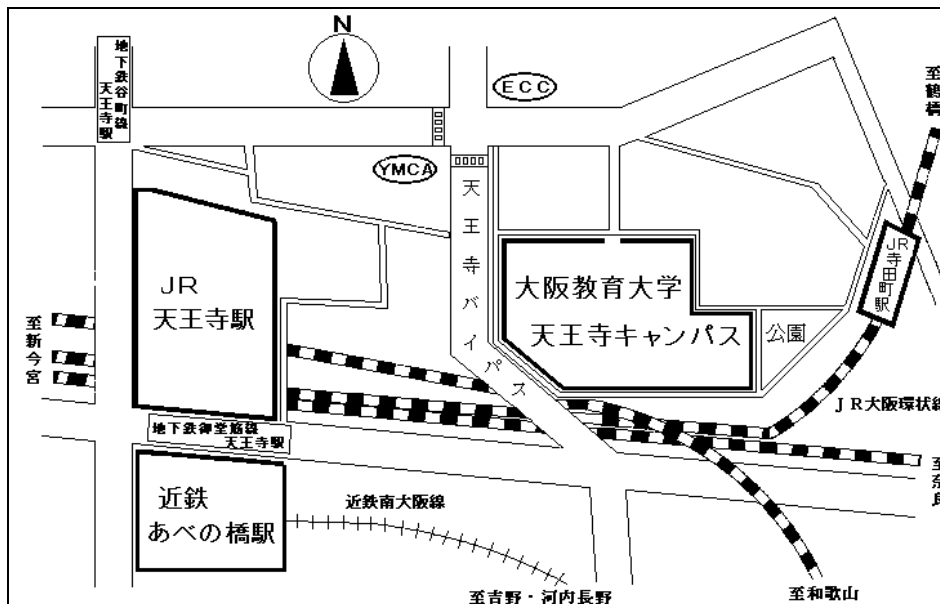 N
地下鉄谷町線
天王寺駅
ECC
至鶴橋
YMCA
天王寺バイパス
JR
寺田町駅
JR
天王寺駅
大阪教育大学
天王寺キャンパス
公園
至新今宮
JR大阪環状線
地下鉄御堂筋線
天王寺駅
至奈良
近鉄
あべの橋駅
近鉄南大阪線
至吉野・河内長野
至和歌山